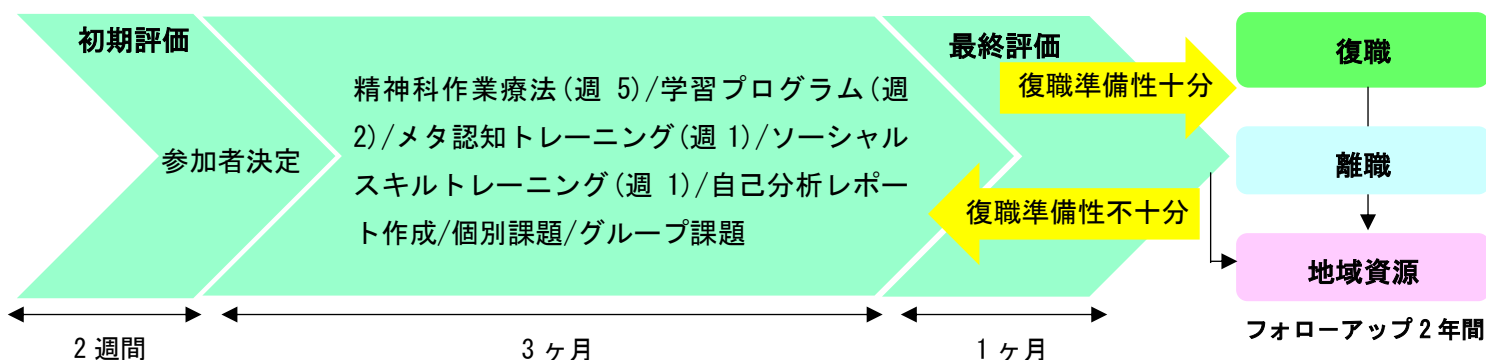 初期評価
参加者決定
精神科作業療法(週 5)/学習プログラム(週
2)/メタ認知トレーニング(週 1)/ソーシャル
スキルトレーニング(週 1)/自己分析レポー
ト作成/個別課題/グループ課題
最終評価
復職準備性十分
復職準備性不十分
復職
離職
地域資源
フォローアップ 2 年間
2 週間
3 ヶ月
1 ヶ月